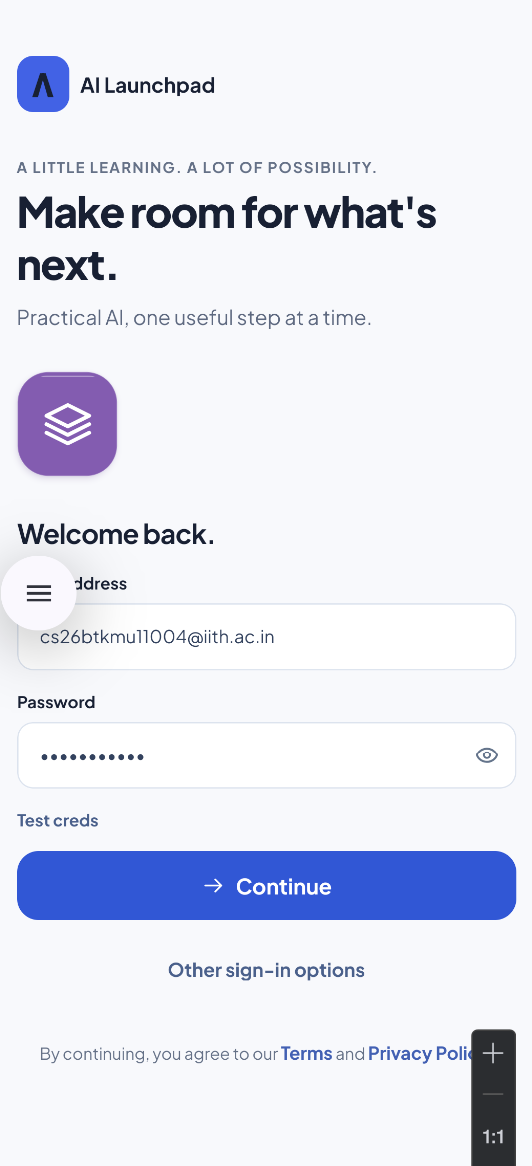 AI Launchpad
A LITTLE LEARNING. A LOT OF POSSIBILITY.
Make room for what's
next.
Practical AI, one useful step at a time.
Welcome back.
address
cs26btkmu11004@iith.ac.in
Password
Test creds
Continue
Other sign-in options
By continuing, you agree to our Terms and Privacy
1:1